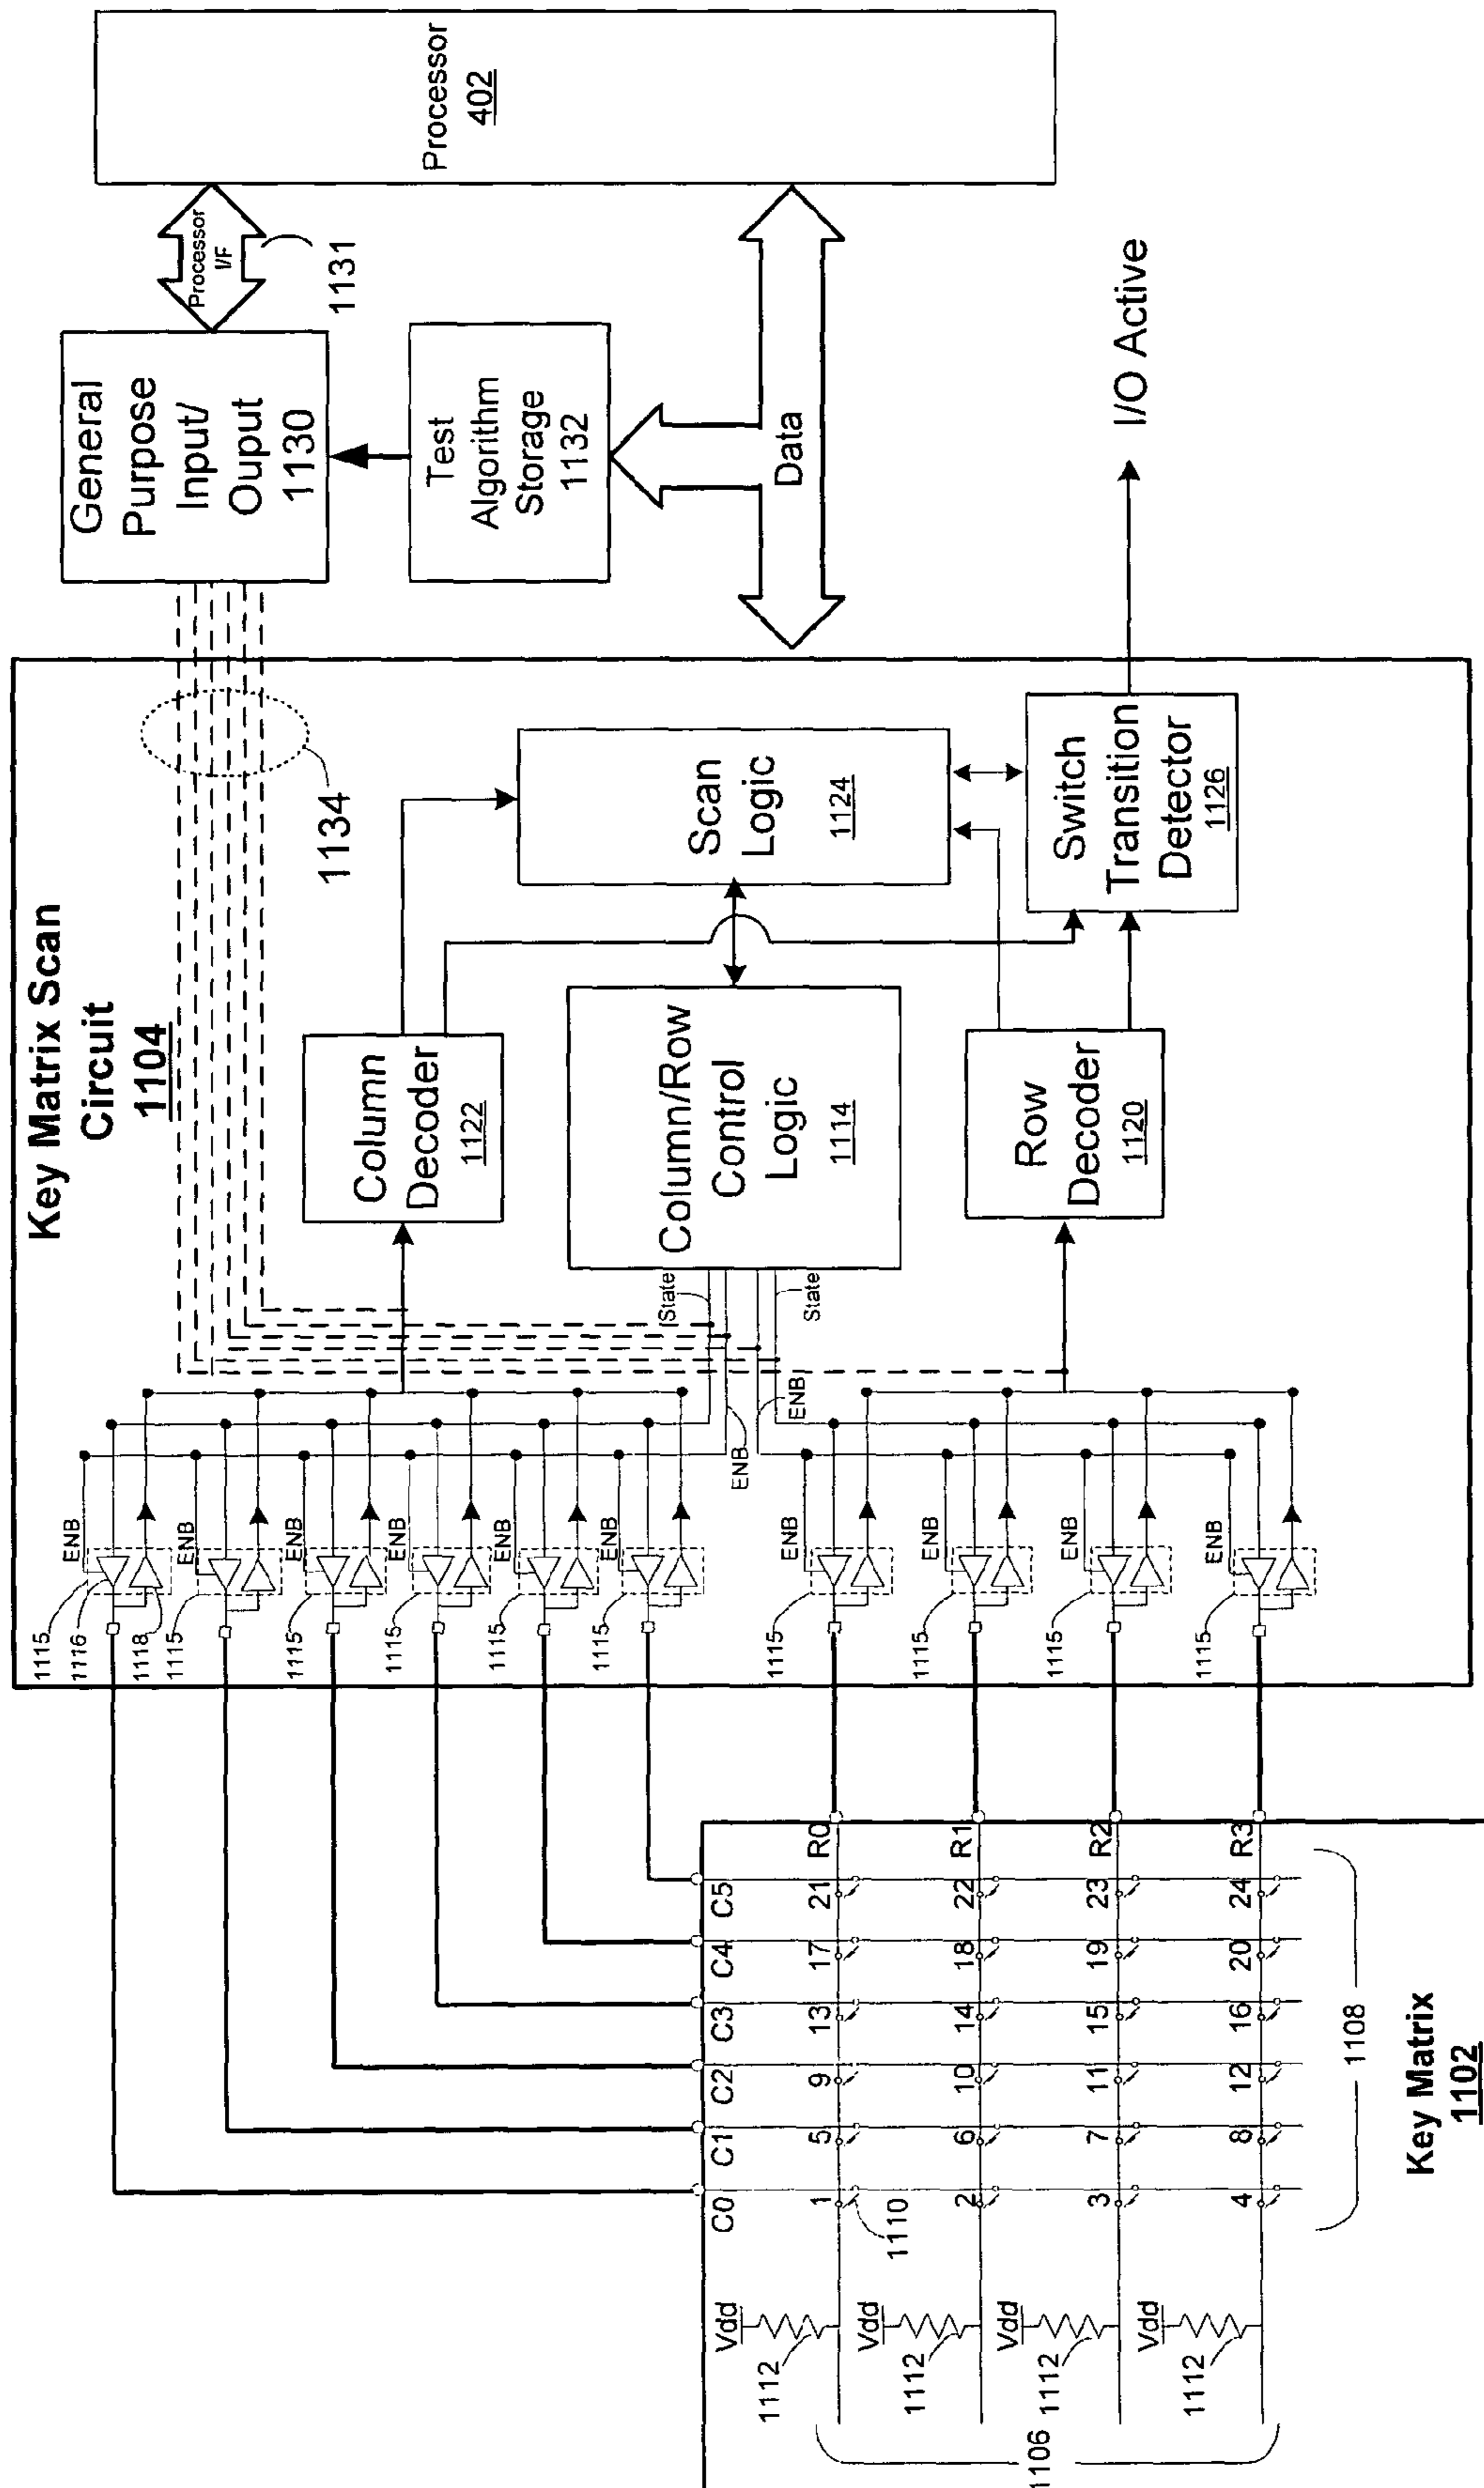 Key Matrix Scan
Circuit
1104
General
Purpose
Input/
Ouput
1130
Processor
I/F
1131
Processor
402
Test
Algorithm
Storage
1132
Data
1134
Column
Decoder
1122
Scan
Logic
1124
Column/Row
Control
Logic
1114
Row
Decoder
1120
Switch
Transition
Detector
1126
I/O Active
State
ENB
ENB
State
ENB
ENB
ENB
ENB
ENB
ENB
ENB
ENB
ENB
ENB
1115
1116
1118
1115
1115
1115
1115
1115
1115
1115
1115
1115
C0
C1
C2
C3
C4
C5
Vdd
1112
1
5
9
13
17
21
R0
1110
Vdd
1112
2
6
10
14
18
22
R1
Vdd
1112
3
7
11
15
19
23
R2
Vdd
1112
4
8
12
16
20
24
R3
1106
1108
Key Matrix
1102